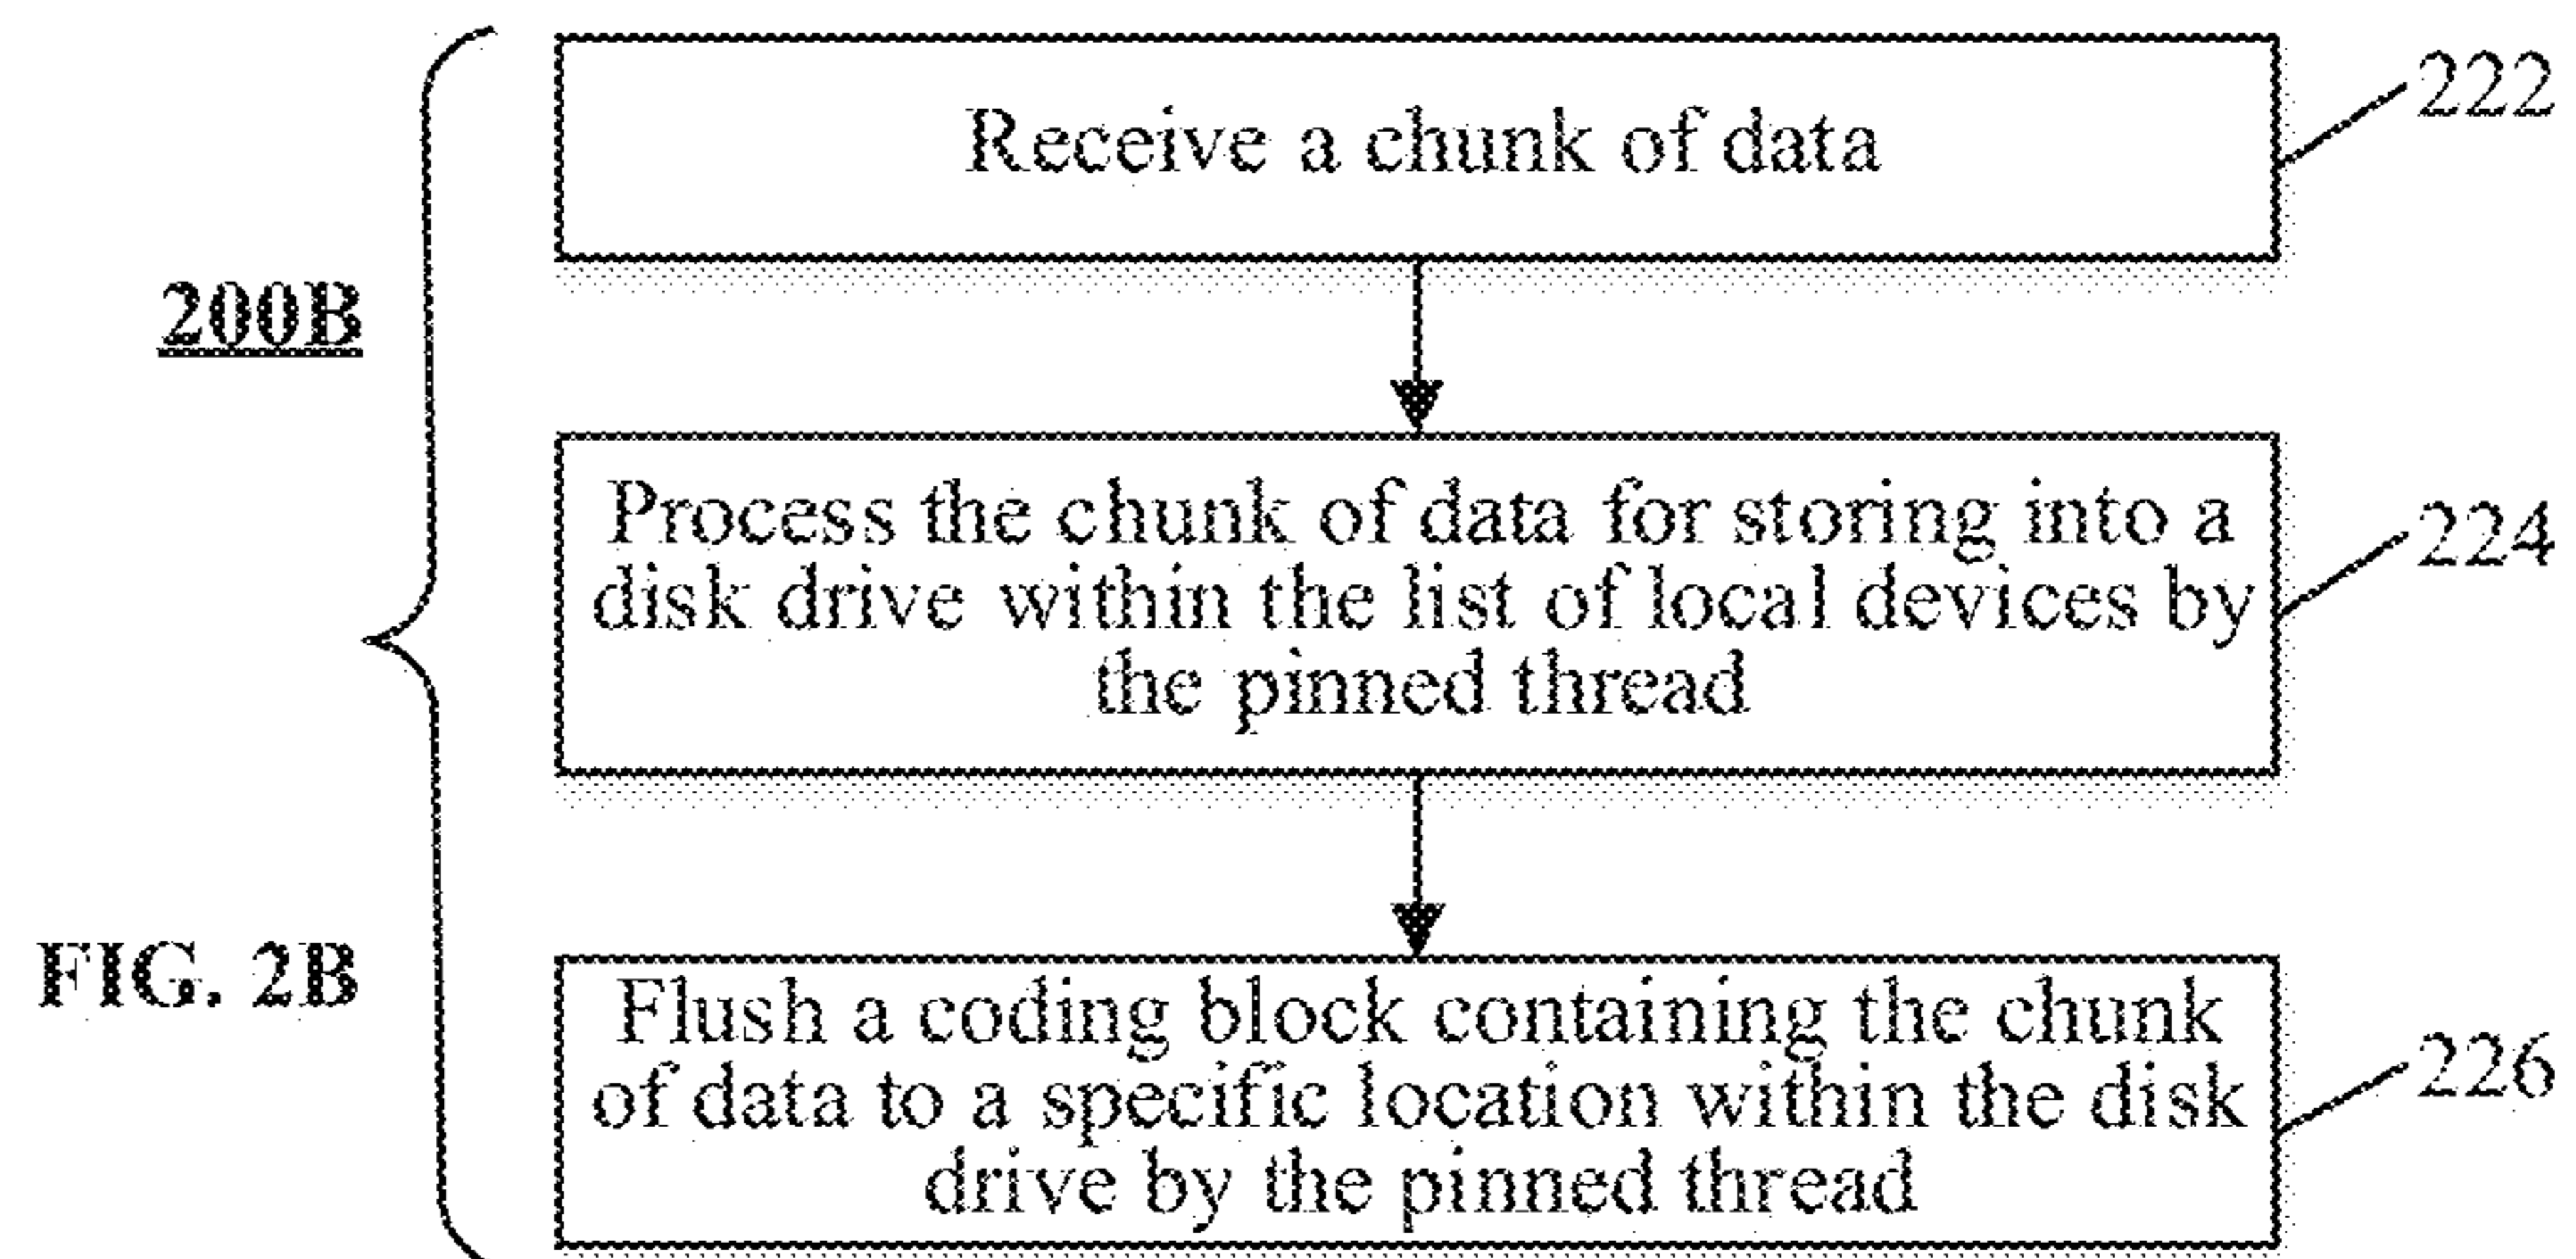 Receive a chunk of data
222
200B
Process the chunk of data for storing into a
disk drive within the list of local devices by
the pinned thread
224
FIG. 2B
Flush a coding block containing the chunk
of data to a specific location within the disk
drive by the pinned thread
226